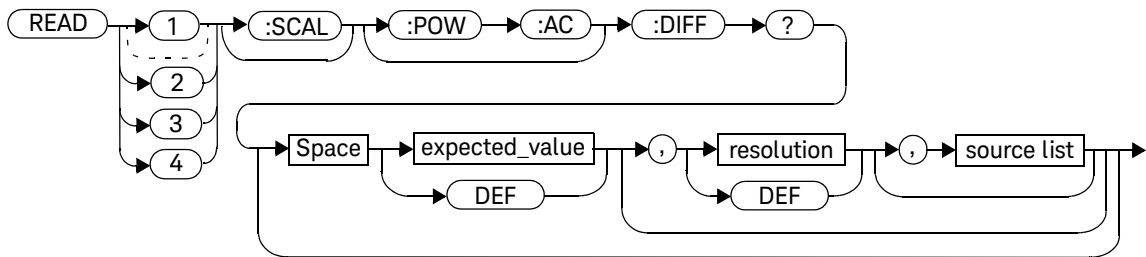 READ 1 :SCAL :POW :AC :DIFF ?
2
3
4
Space expected_value , resolution , source list
DEF DEF